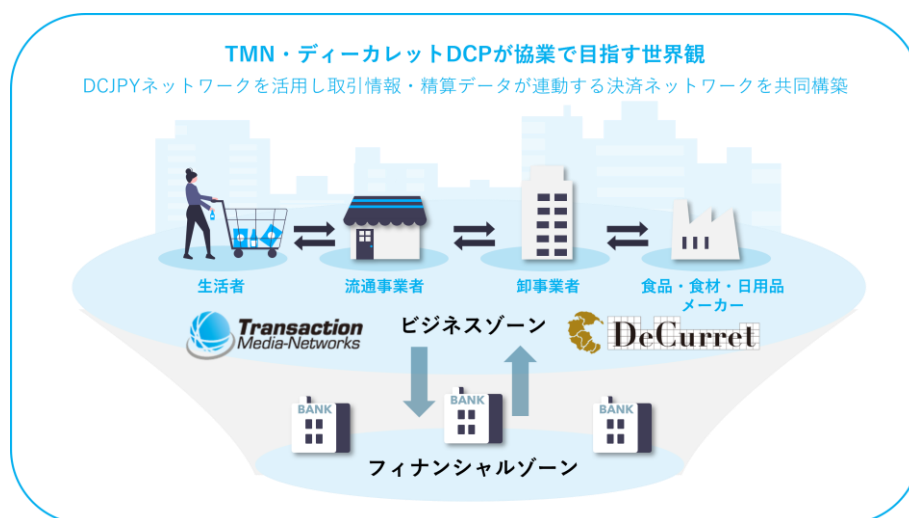 TMN・ディーカレットDCPが協業で目指す世界観
DCJPYネットワークを活用し取引情報・精算データが連動する決済ネットワークを共同構築
生活者
流通事業者
卸事業者
食品・食材・日用品
メーカー
Transaction
Media-Networks
ビジネスゾーン
DeCurret
BANK
BANK
BANK
フィナンシャルゾーン